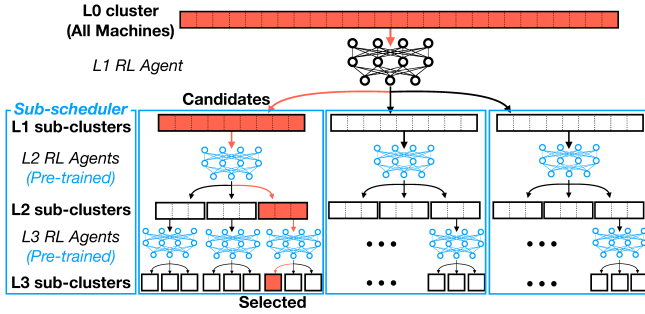 L0 cluster
(All Machines)
L1 RL Agent
Candidates
Sub-scheduler
L1 sub-clusters
L2 RL Agents
(Pre-trained)
L2 sub-clusters
L3 RL Agents
(Pre-trained)
L3 sub-clusters
Selected